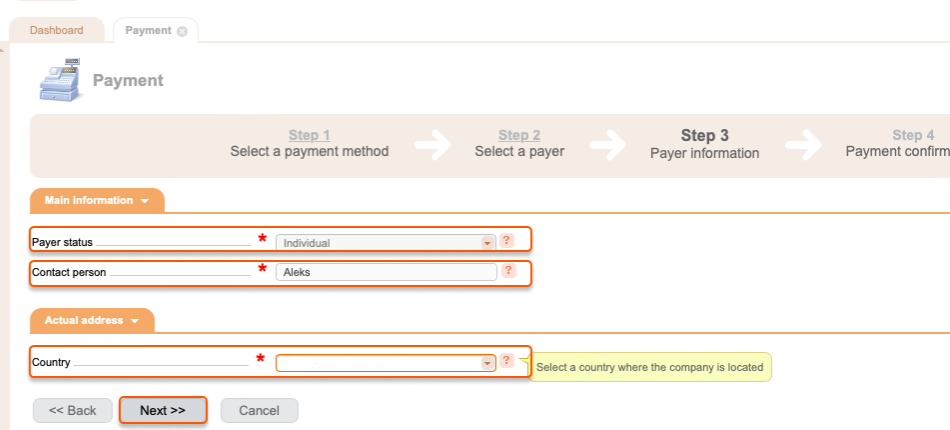 Dashboard
Payment
Payment
Step 1
Select a payment method
Step 2
Select a payer
Step 3
Payer information
Step 4
Payment confirm
Main information
Payer status * Individual ?
Contact person * Aleks ?
Actual address
Country * ?
Select a country where the company is located
<< Back
Next >>
Cancel